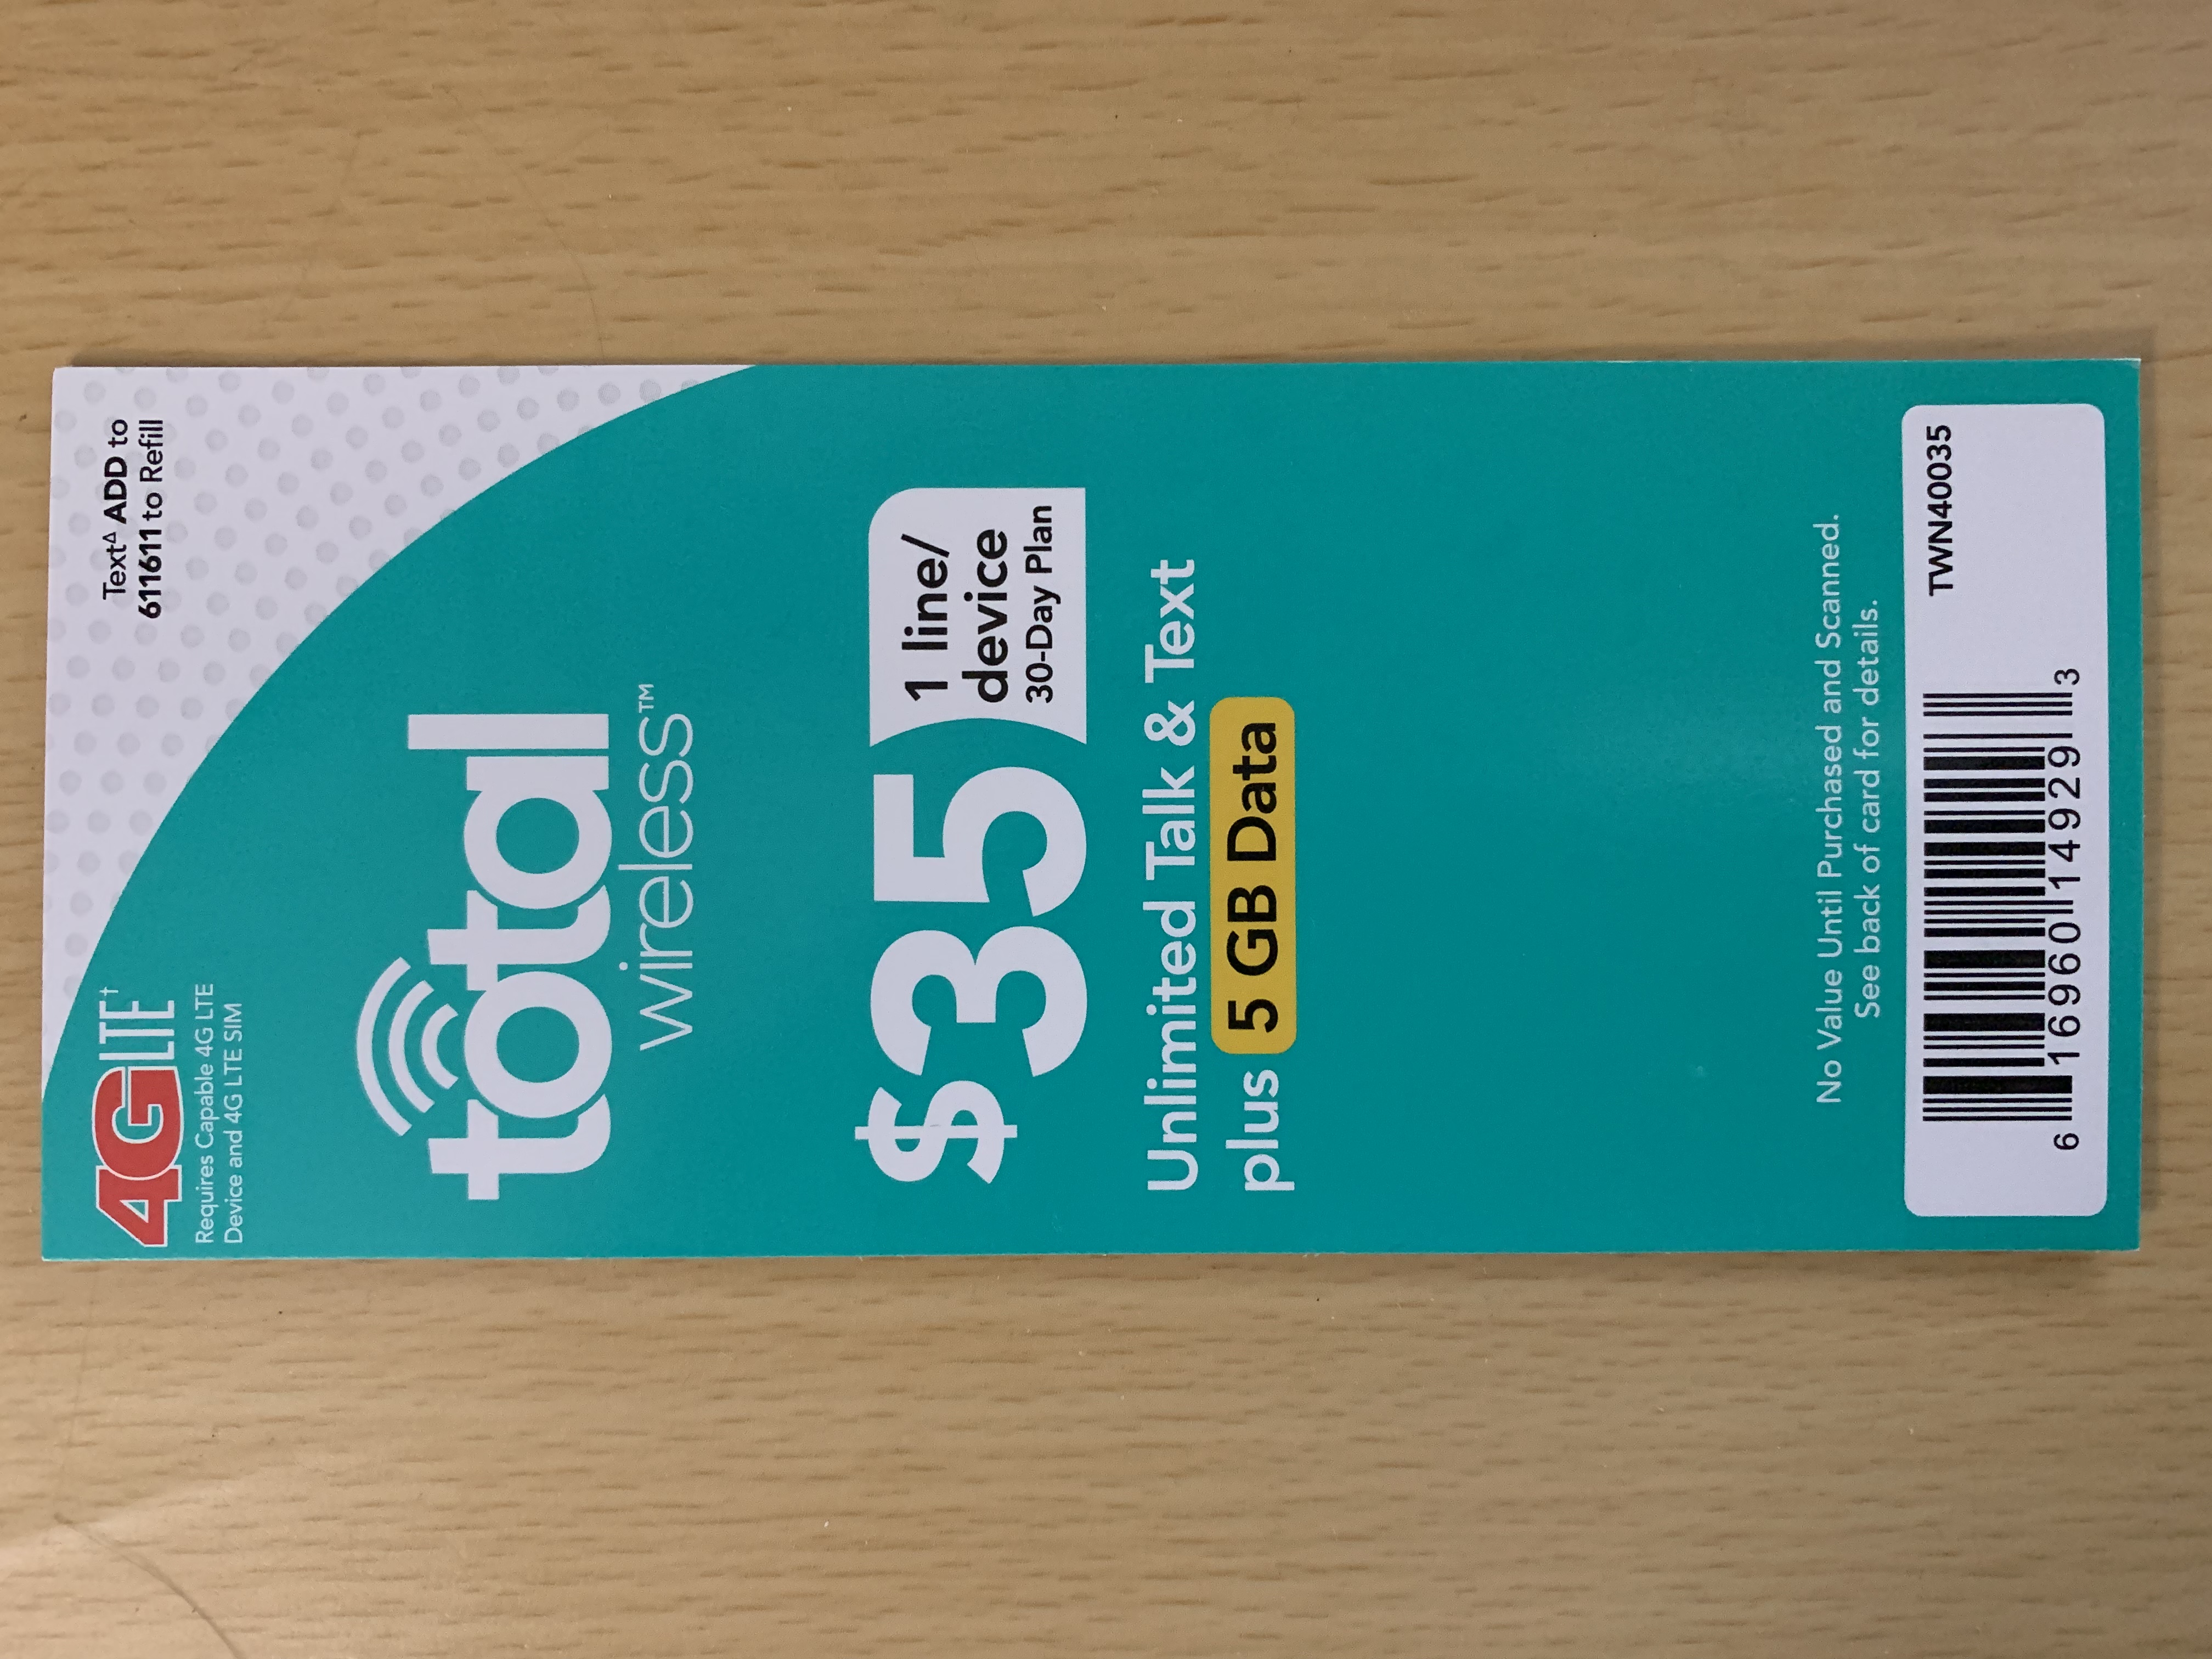 4G LTE†
Requires Capable 4G LTE
Device and 4G LTE SIM
TextΔ ADD to
611611 to Refill
total
wireless™
$35
1 line/
device
30-Day Plan
Unlimited Talk & Text
plus 5 GB Data
No Value Until Purchased and Scanned.
See back of card for details.
6 16960 14929 3
TWN40035